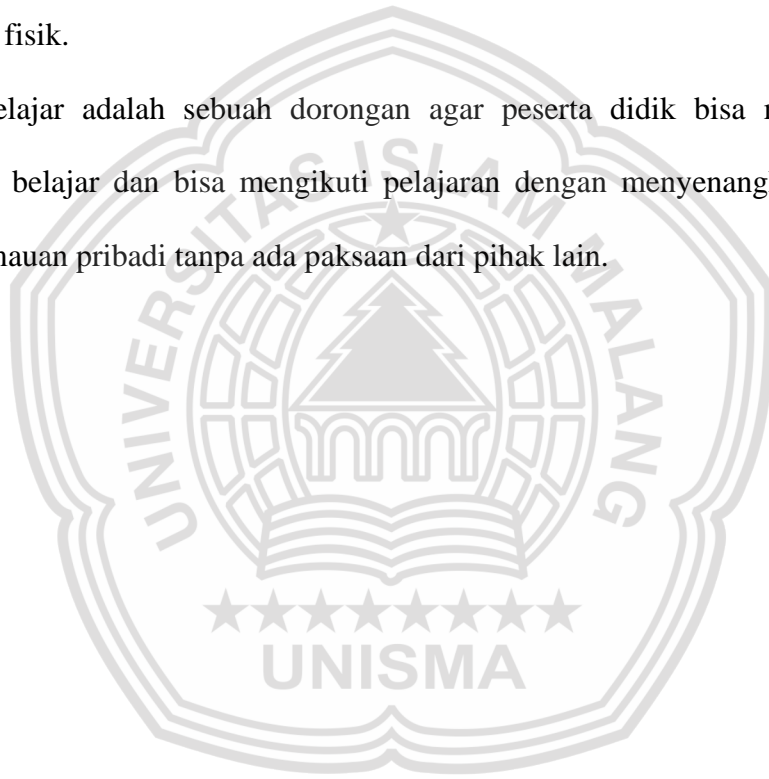 fisik.
elajar adalah sebuah dorongan agar peserta didik bisa
belajar dan bisa mengikuti pelajaran dengan menyenang
auan pribadi tanpa ada paksaan dari pihak lain.
UNIVERSITAS ISLAM MALANG
UNISMA